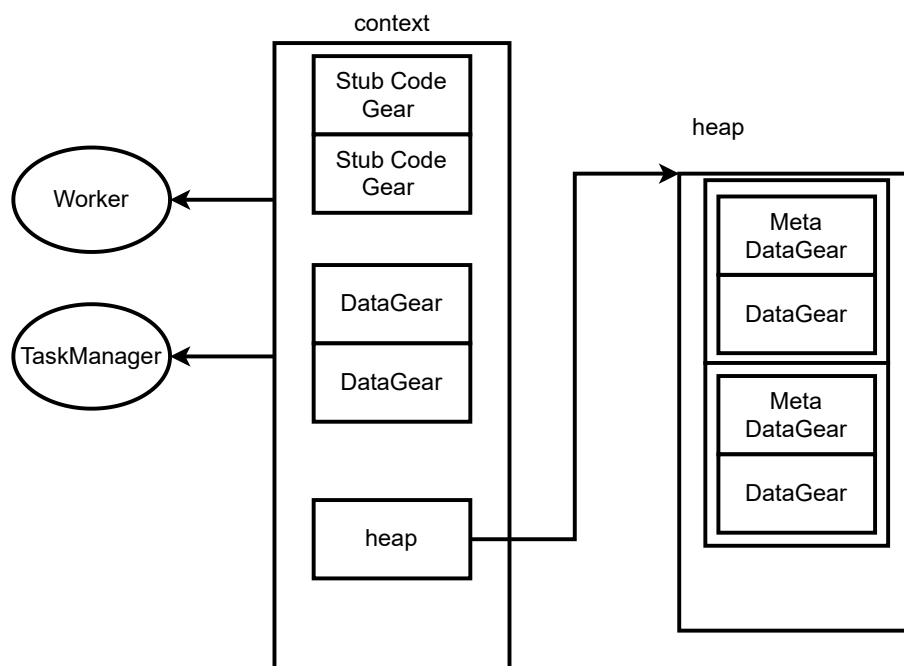 context
Stub Code
Gear
Stub Code
Gear
Worker
DataGear
TaskManager
DataGear
heap
heap
Meta
DataGear
DataGear
Meta
DataGear
DataGear